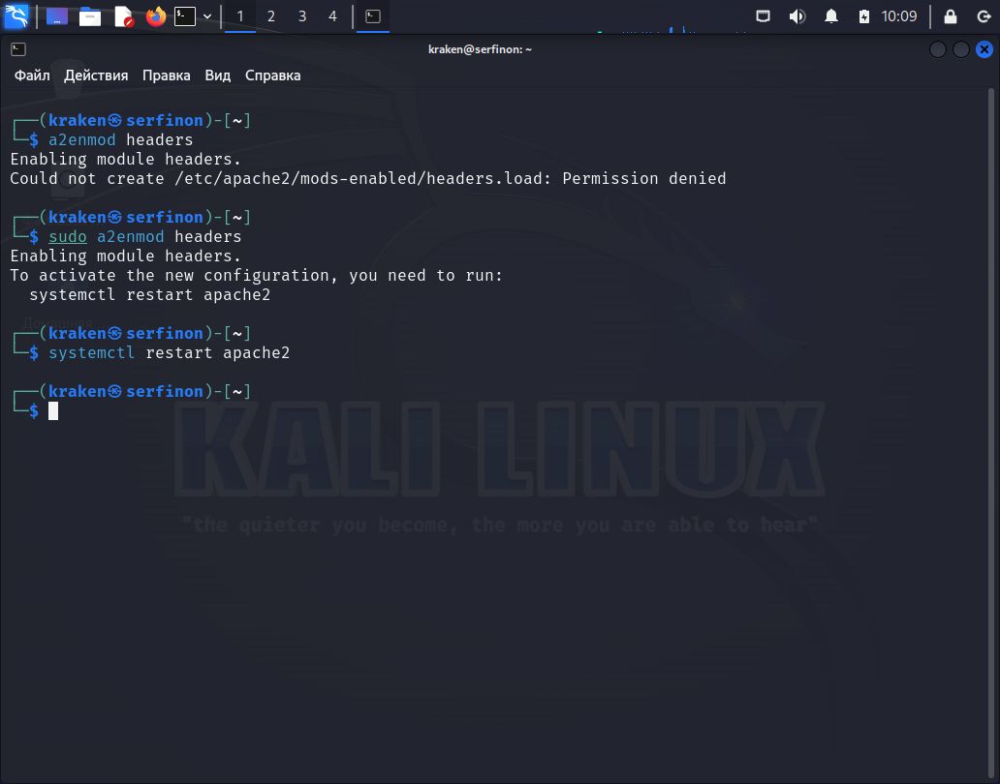 1 2 3 4 10:09
kraken@serfinon: ~
Файл Действия Правка Вид Справка
┌──(kraken㉿serfinon)-[~]
└─$ a2enmod headers
Enabling module headers.
Could not create /etc/apache2/mods-enabled/headers.load: Permission denied
┌──(kraken㉿serfinon)-[~]
└─$ sudo a2enmod headers
Enabling module headers.
To activate the new configuration, you need to run:
  systemctl restart apache2
Домашняя
┌──(kraken㉿serfinon)-[~]
└─$ systemctl restart apache2
┌──(kraken㉿serfinon)-[~]
└─$
KALI LINUX
"the quieter you become, the more you are able to hear"